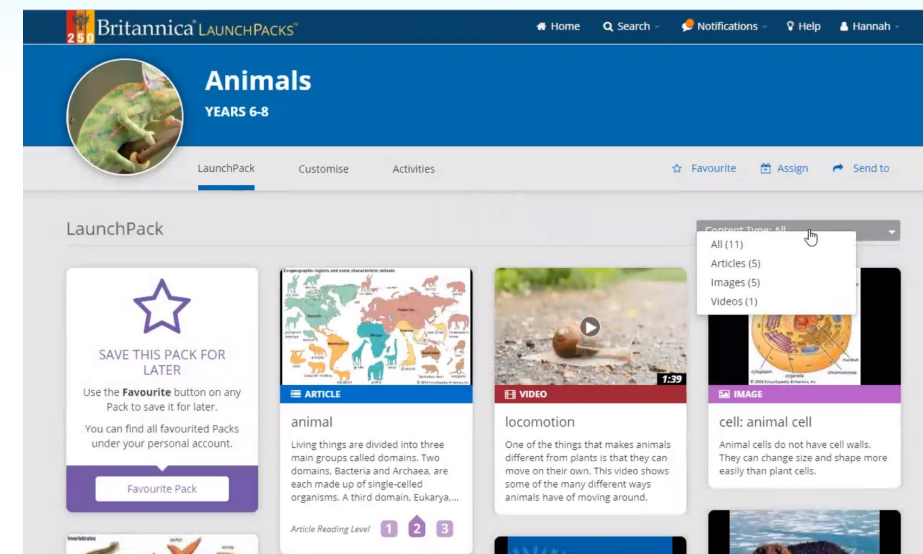 250 Britannica® LAUNCHPACKS™
Home Search Notifications Help Hannah
Animals
YEARS 6-8
LaunchPack Customise Activities Favourite Assign Send to
LaunchPack
Content Type: All
All (11)
Articles (5)
Images (5)
Videos (1)
SAVE THIS PACK FOR
LATER
Use the Favourite button on any
Pack to save it for later.
You can find all favourited Packs
under your personal account.
Favourite Pack
ARTICLE
animal
Living things are divided into three
main groups called domains. Two
domains, Bacteria and Archaea, are
each made up of single-celled
organisms. A third domain, Eukarya,...
Article Reading Level 1 2 3
1:39
VIDEO
locomotion
One of the things that makes animals
different from plants is that they can
move on their own. This video shows
some of the many different ways
animals have of moving around.
nucleus
cytoplasm
organelle
IMAGE
cell: animal cell
Animal cells do not have cell walls.
They can change size and shape more
easily than plant cells.
Invertebrates